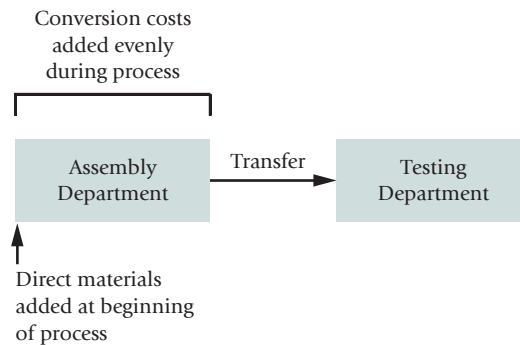 Conversion costs
added evenly
during process
Assembly
Department
Transfer
Testing
Department
Direct materials
added at beginning
of process